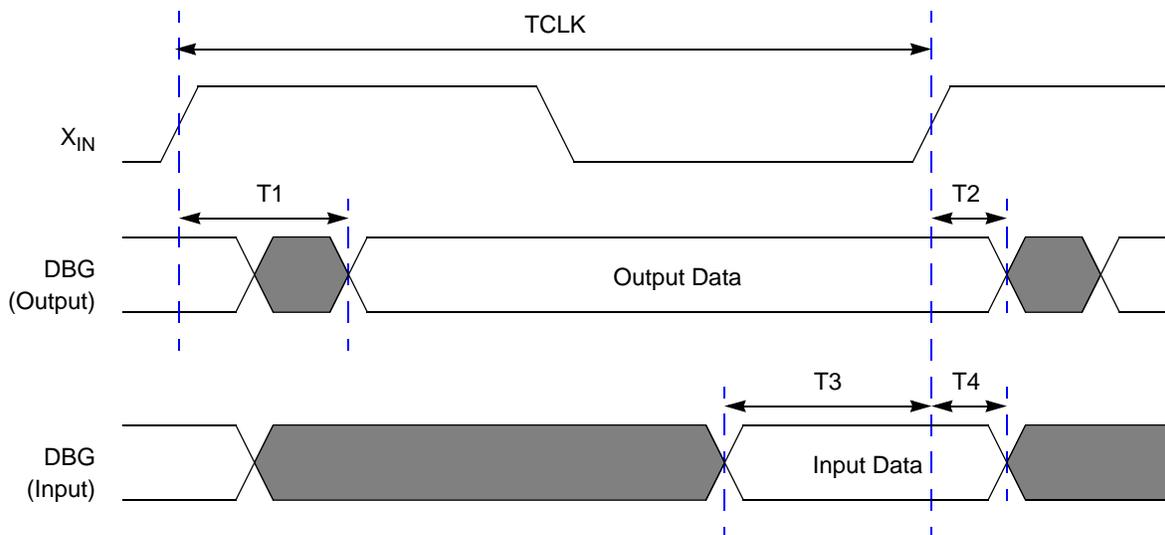 TCLK
X_IN
T1
T2
DBG
(Output)
Output Data
T3
T4
DBG
(Input)
Input Data